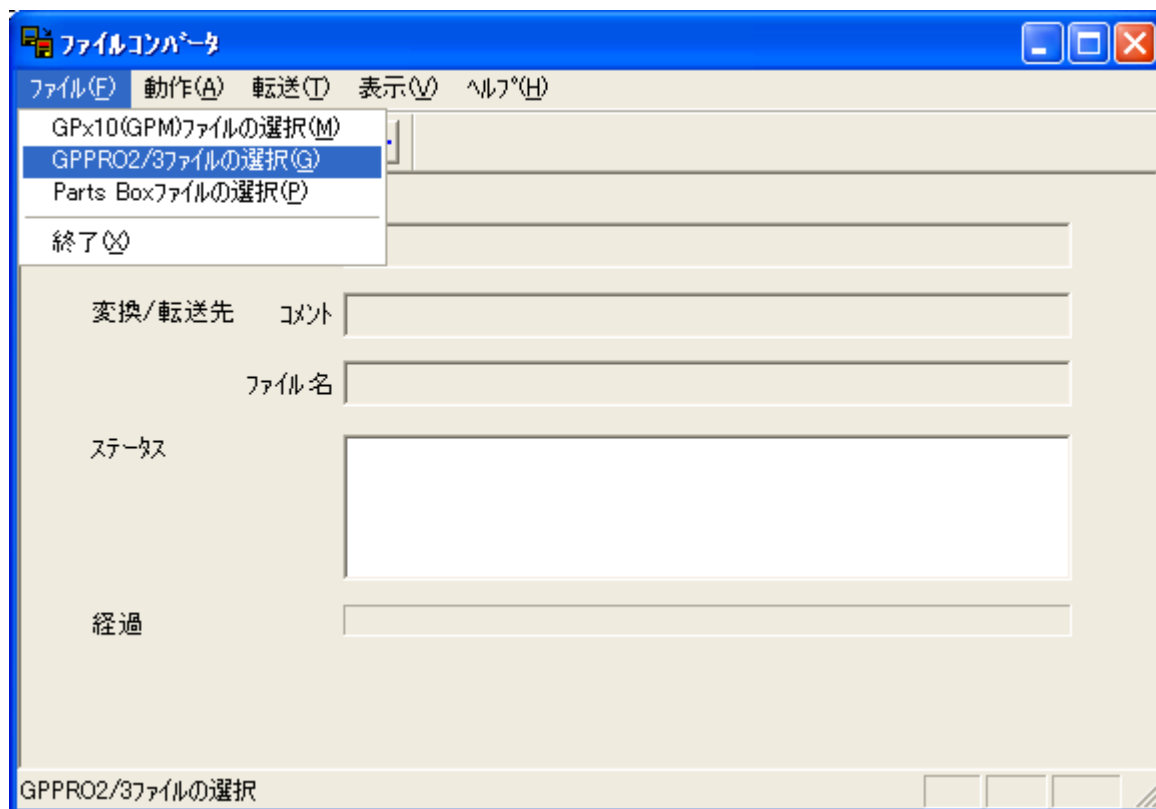 ファイルコンバータ
ファイル(F) 動作(A) 転送(T) 表示(V) ヘルプ(H)
GPx10(GPM)ファイルの選択(M)
GPPRO2/3ファイルの選択(G)
Parts Boxファイルの選択(P)
終了(X)
変換/転送先 コメント
ファイル名
ステータス
経過
GPPRO2/3ファイルの選択